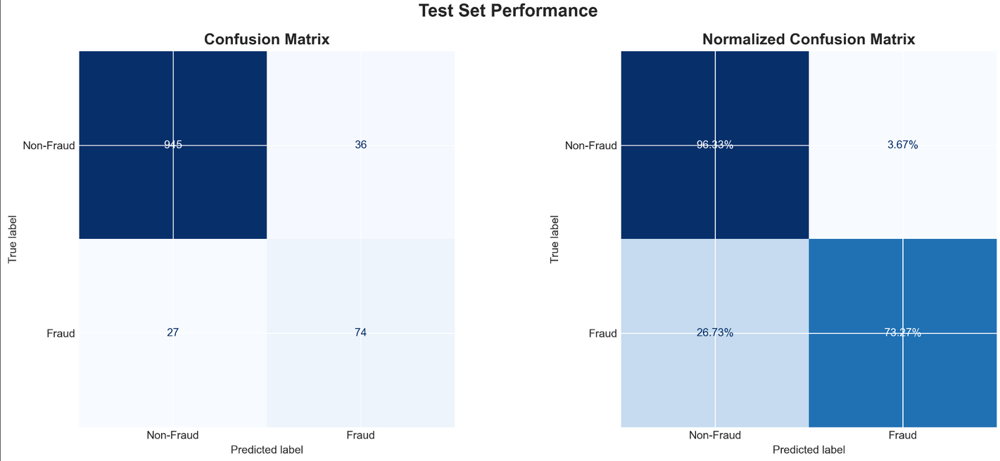 Test Set Performance
Confusion Matrix
True label
Non-Fraud
945
36
Fraud
27
74
Non-Fraud
Fraud
Predicted label
Normalized Confusion Matrix
True label
Non-Fraud
96.33%
3.67%
Fraud
26.73%
73.27%
Non-Fraud
Fraud
Predicted label